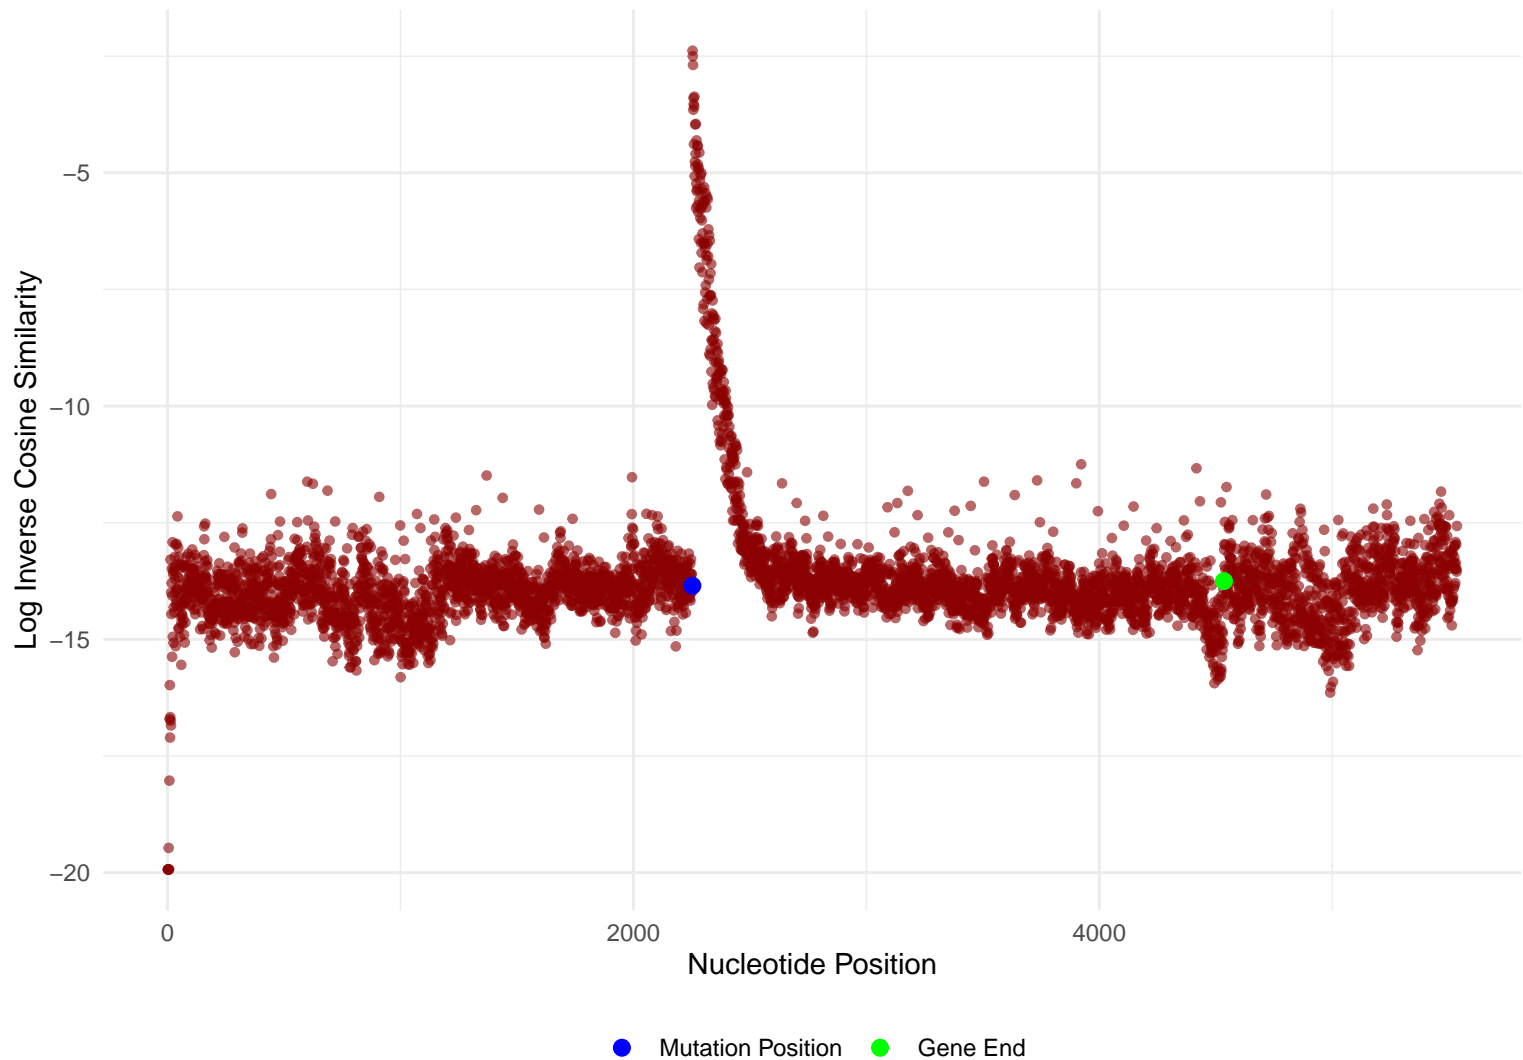 Log Inverse Cosine Similarity
−5
−10
−15
−20
0
2000
4000
Nucleotide Position
Mutation Position
Gene End